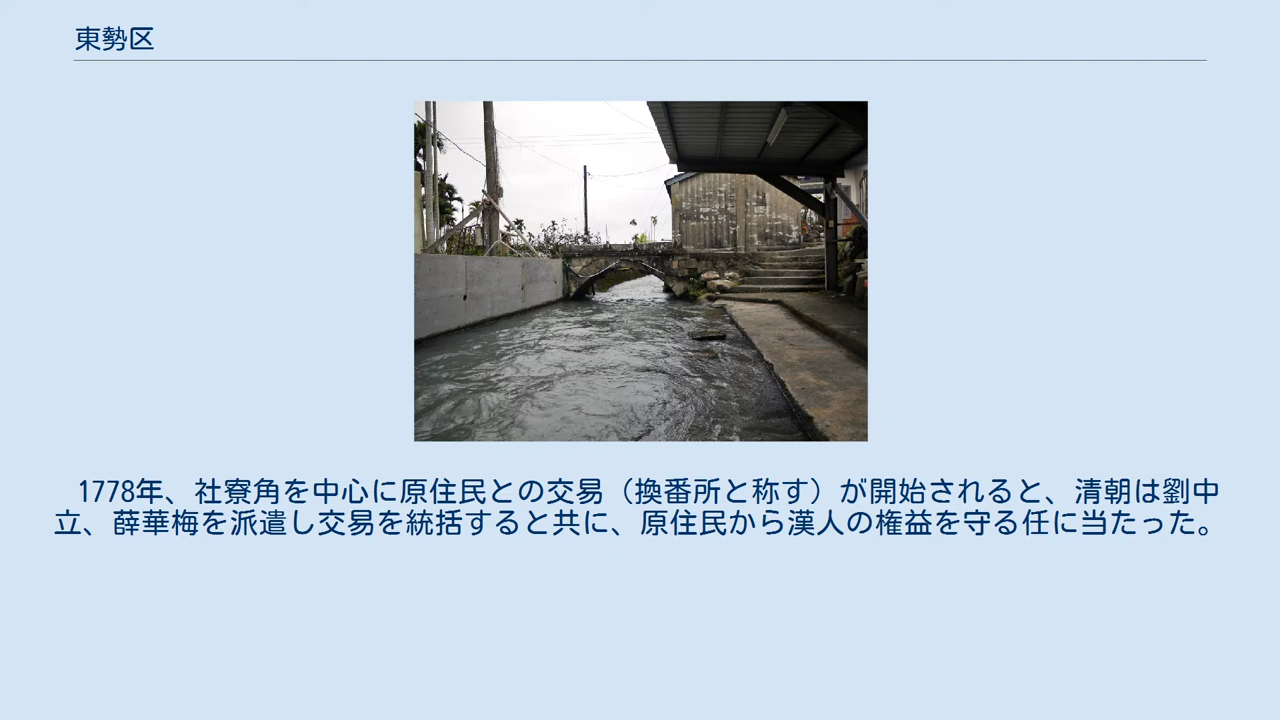 東勢区
1778年、社寮角を中心に原住民との交易（換番所と称す）が開始されると、清朝は劉中
立、薛華梅を派遣し交易を統括すると共に、原住民から漢人の権益を守る任に当たった。